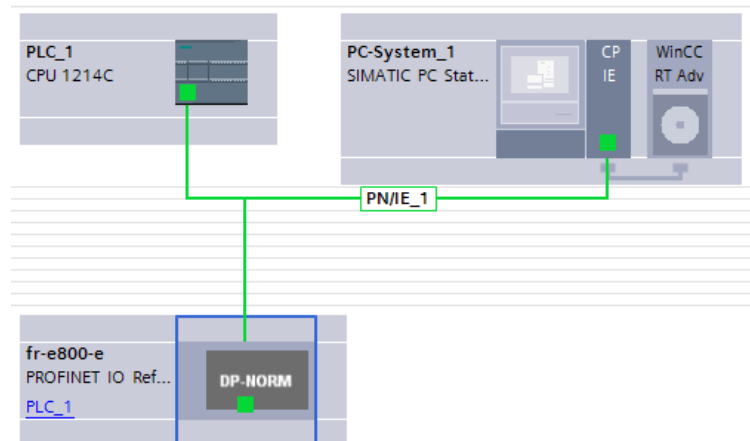 PLC_1
CPU 1214C
PC-System_1
SIMATIC PC Stat...
CP
IE
WinCC
RT Adv
PN/IE_1
fr-e800-e
PROFINET IO Ref...
PLC_1
DP-NORM